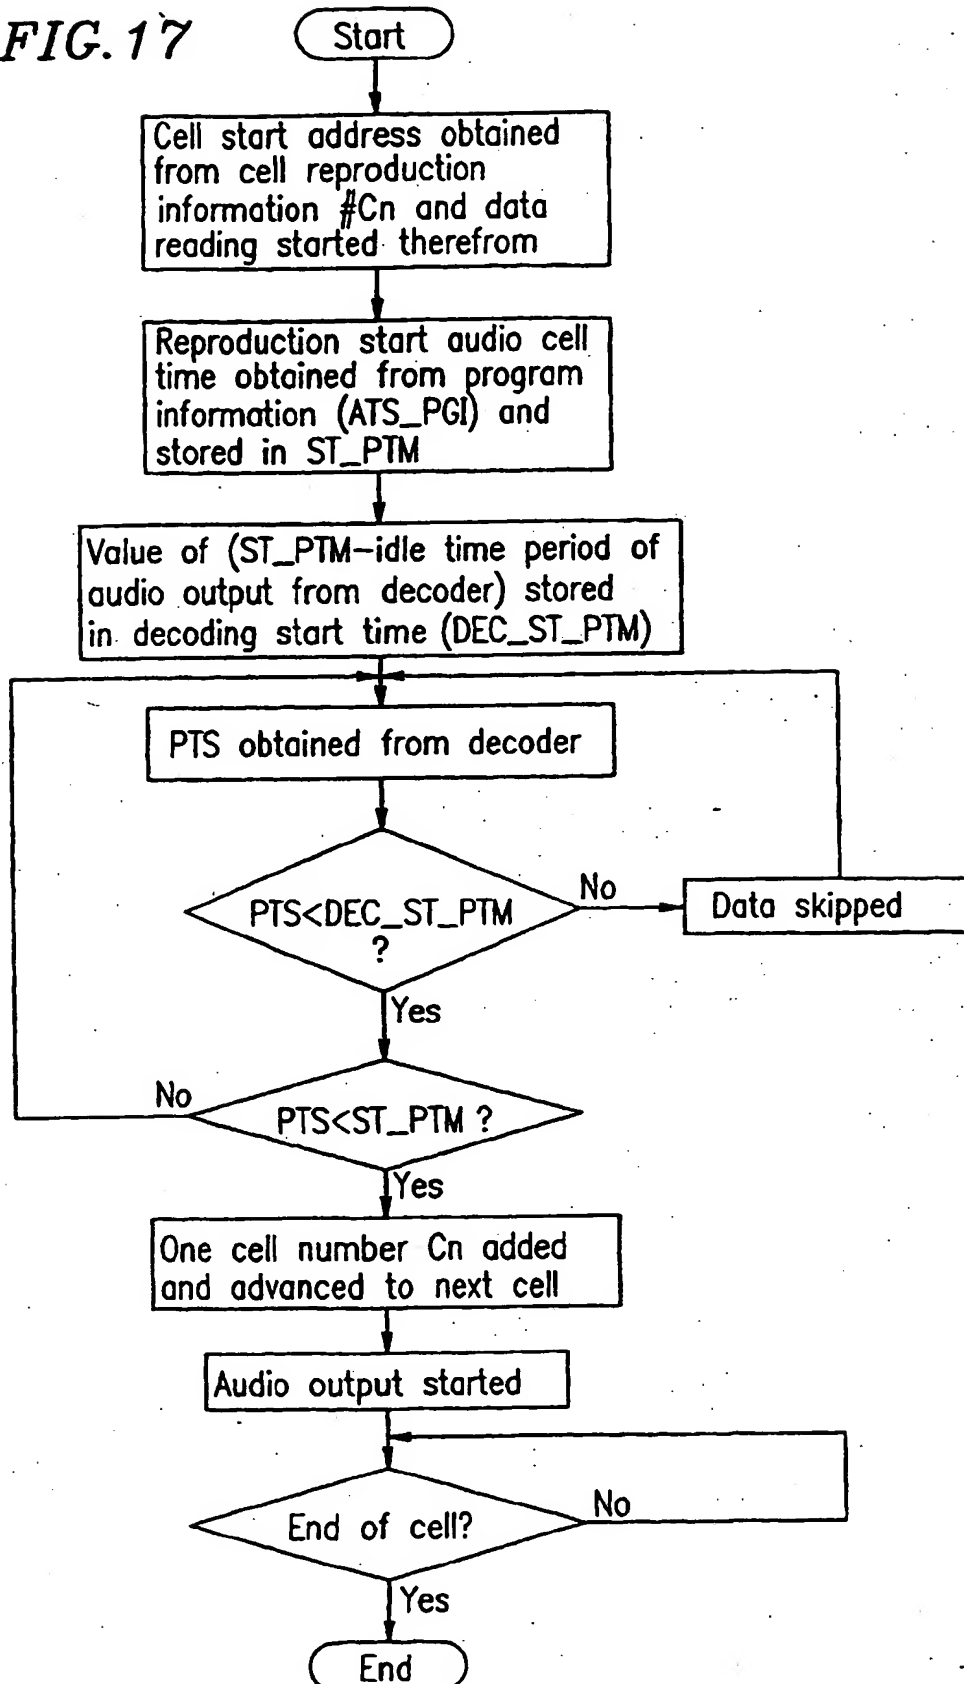 FIG.17
Start
Cell start address obtained
from cell reproduction
information #Cn and data
reading started therefrom
Reproduction start audio cell
time obtained from program
information (ATS_PGI) and
stored in ST_PTM
Value of (ST_PTM-idle time period of
audio output from decoder) stored
in decoding start time (DEC_ST_PTM)
PTS obtained from decoder
PTS<DEC_ST_PTM
?
No
Data skipped
Yes
No
PTS<ST_PTM ?
Yes
One cell number Cn added
and advanced to next cell
Audio output started
End of cell?
No
Yes
End